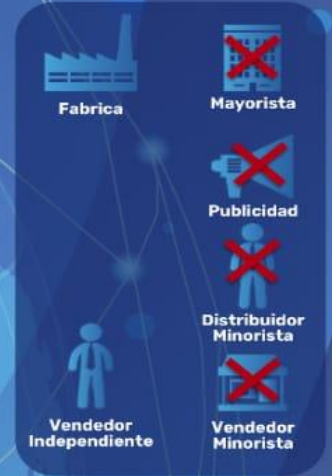 Fabrica
Mayorista
Publicidad
Distribuidor
Minorista
Vendedor
Independiente
Vendedor
Minorista